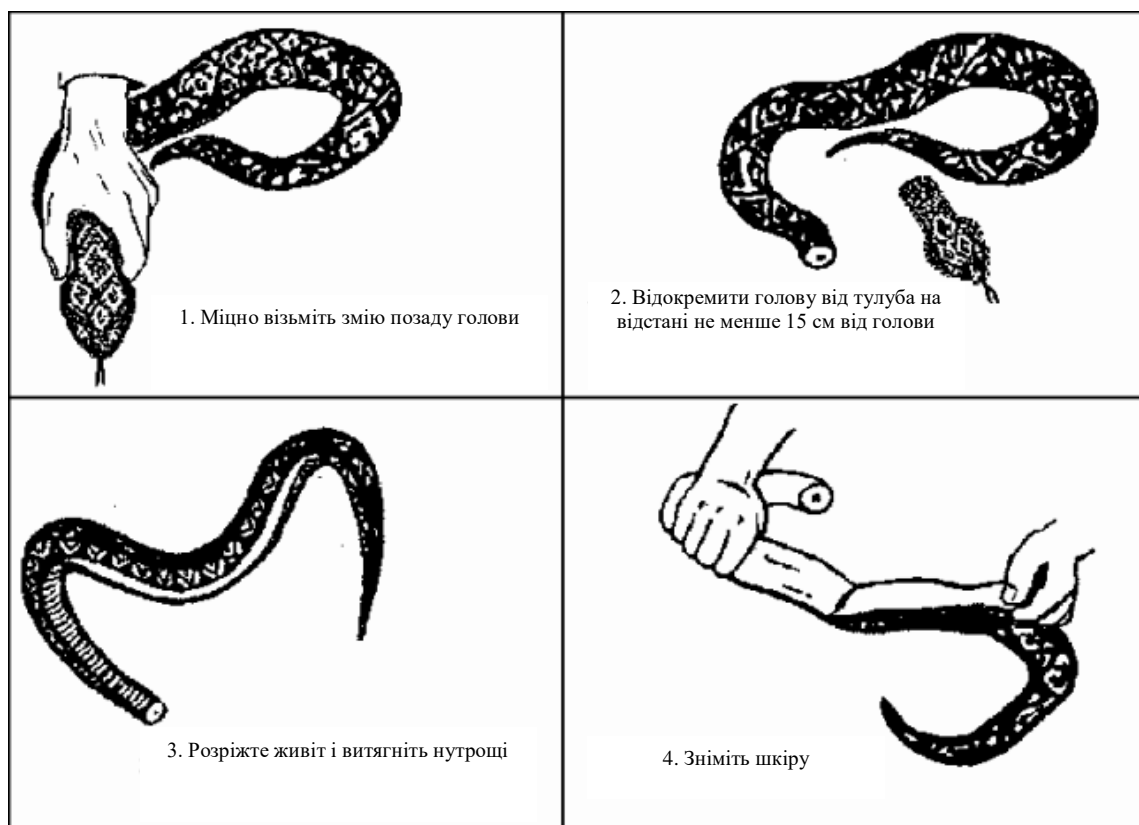 1. Міцно візьміть змію позаду голови
2. Відокремити голову від тулуба на
відстані не менше 15 см від голови
3. Розріжте живіт і витягніть нутрощі
4. Зніміть шкіру